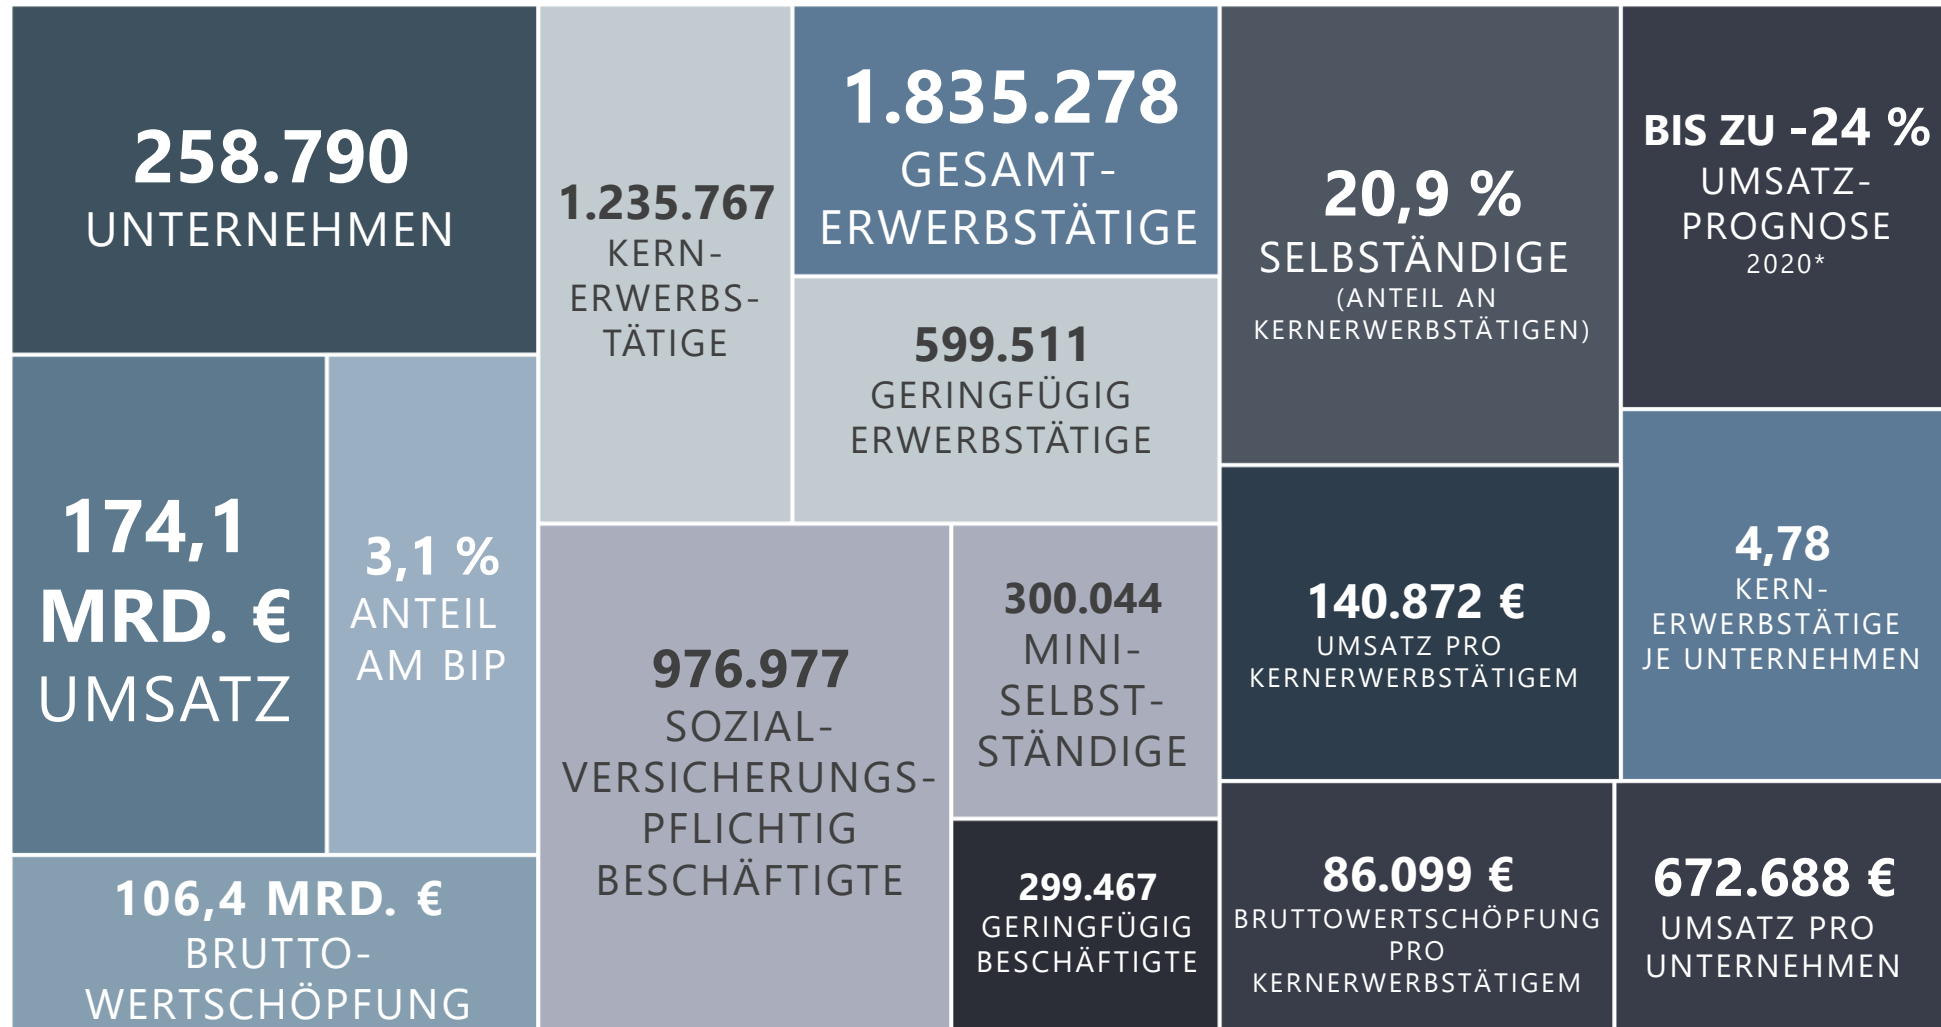 258.790
UNTERNEHMEN
174,1
MRD. €
UMSATZ
3,1 %
ANTEIL
AM BIP
106,4 MRD. €
BRUTTO-
WERTSCHÖPFUNG
1.235.767
KERN-
ERWERBS-
TÄTIGE
1.835.278
GESAMT-
ERWERBSTÄTIGE
599.511
GERINGFÜGIG
ERWERBSTÄTIGE
976.977
SOZIAL-
VERSICHERUNGS-
PFLICHTIG
BESCHÄFTIGTE
300.044
MINI-
SELBST-
STÄNDIGE
299.467
GERINGFÜGIG
BESCHÄFTIGTE
20,9 %
SELBSTÄNDIGE
(ANTEIL AN
KERNERWERBSTÄTIGEN)
BIS ZU -24 %
UMSATZ-
PROGNOSE
2020*
140.872 €
UMSATZ PRO
KERNERWERBSTÄTIGEM
4,78
KERN-
ERWERBSTÄTIGE
JE UNTERNEHMEN
86.099 €
BRUTTOWERTSCHÖPFUNG
PRO
KERNERWERBSTÄTIGEM
672.688 €
UMSATZ PRO
UNTERNEHMEN